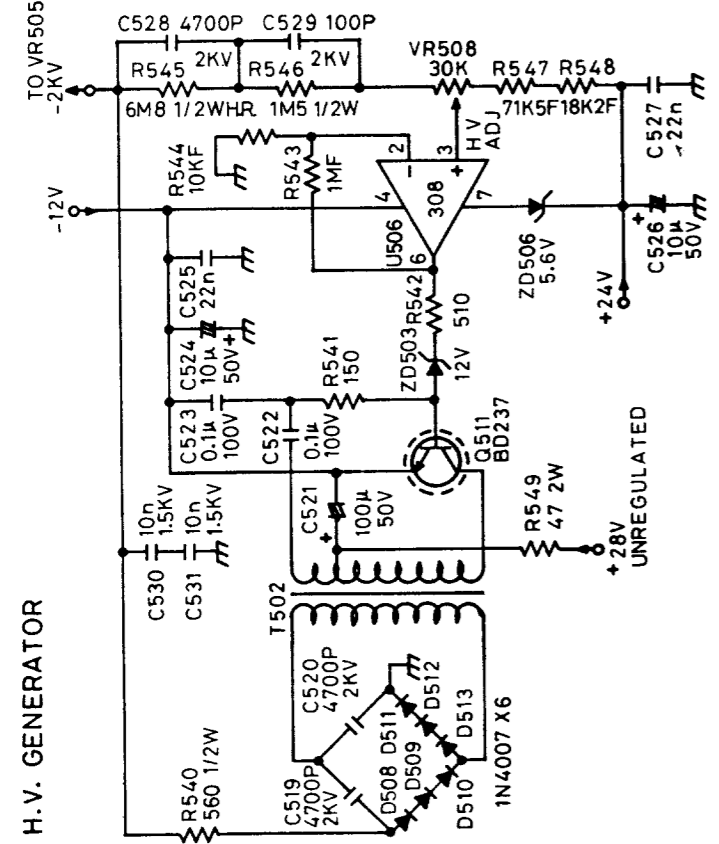 H.V. GENERATOR
TO VR505
-2KV
C528 4700P
2KV
C529 100P
2KV
R545
6M8 1/2WH.R.
R546
1M5 1/2W
VR508
30K
R547
71K5F
R548
18K2F
C527
22n
H V
ADJ
R544
10KF
R543
1MF
2
-
3
+
4
308
7
U506
6
-12V
ZD506
5.6V
+
C526
10µ
50V
+24V
C525
22n
C524
10µ
50V+
R542
510
ZD503
12V
R541
150
C523
0.1µ
100V
C522
0.1µ
100V
Q511
BD237
C521
+
100µ
50V
R549
47 2W
+28V
UNREGULATED
10n
1.5KV
10n
1.5KV
C530
C531
T502
C520
4700P
2KV
C519
4700P
2KV
R540
560 1/2W
D508
D509
D510
D511
D512
D513
1N4007 X6